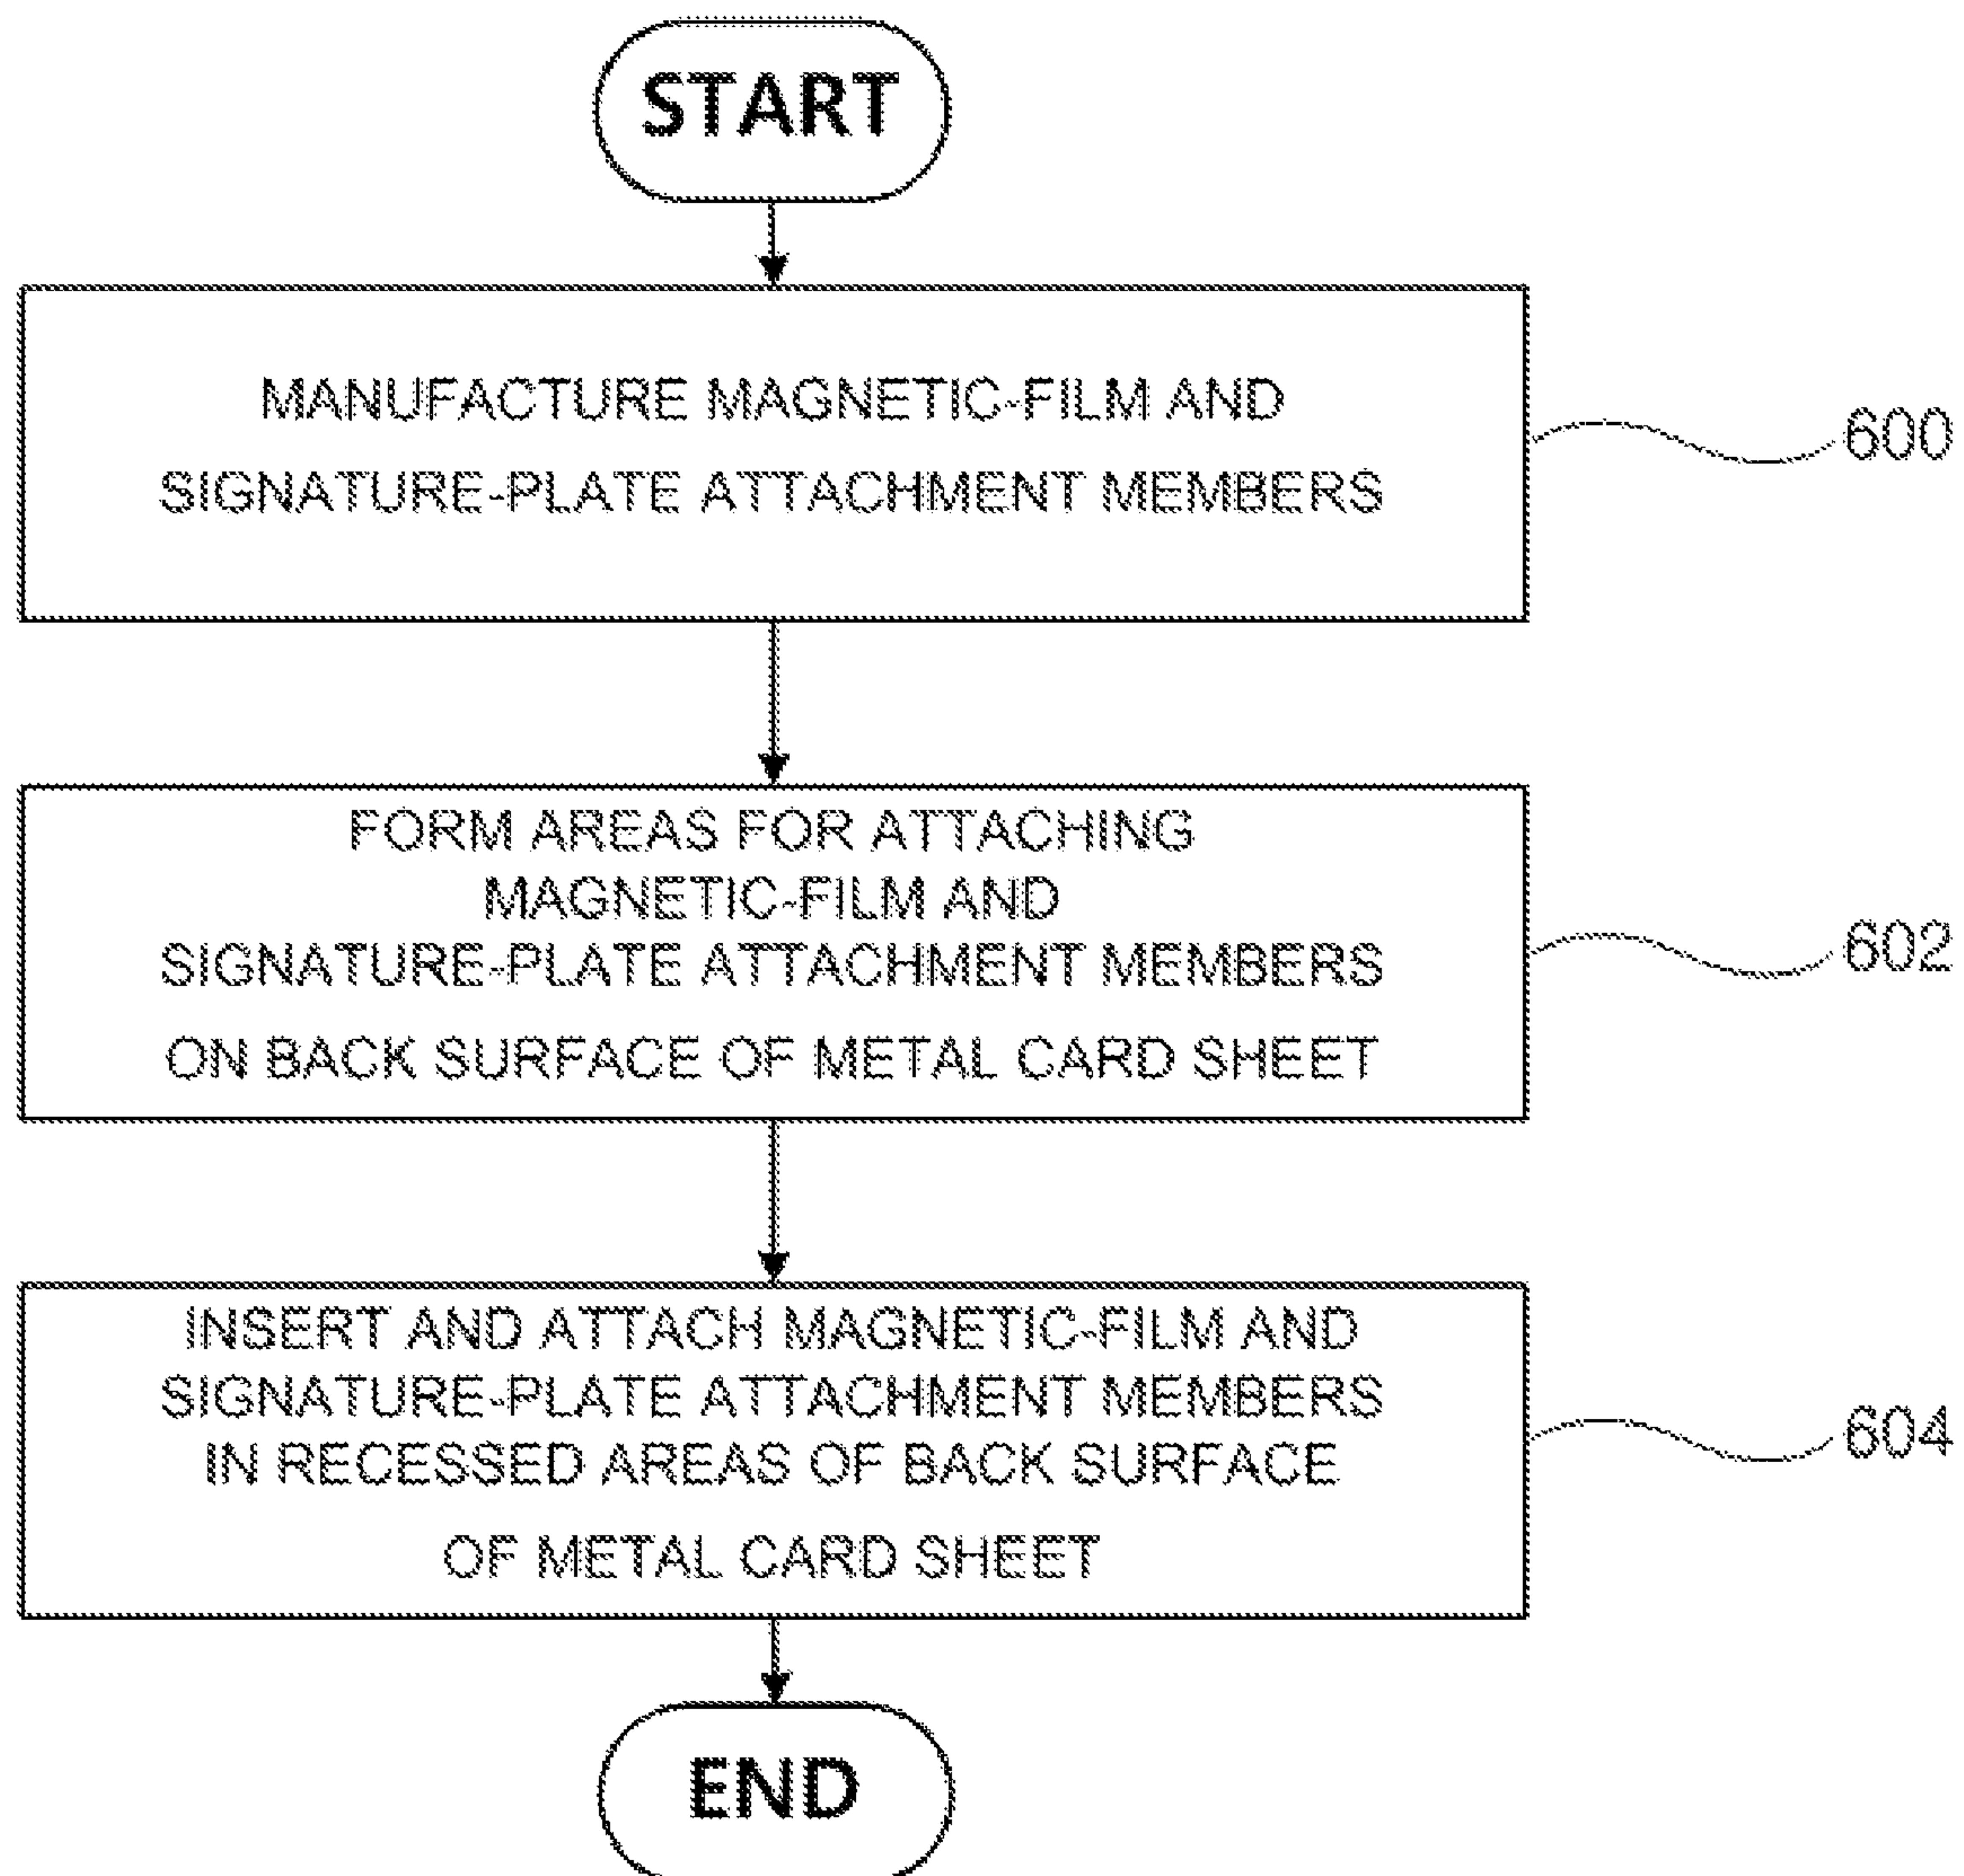 START
MANUFACTURE MAGNETIC-FILM AND
SIGNATURE-PLATE ATTACHMENT MEMBERS
600
FORM AREAS FOR ATTACHING
MAGNETIC-FILM AND
SIGNATURE-PLATE ATTACHMENT MEMBERS
ON BACK SURFACE OF METAL CARD SHEET
602
INSERT AND ATTACH MAGNETIC-FILM AND
SIGNATURE-PLATE ATTACHMENT MEMBERS
IN RECESSED AREAS OF BACK SURFACE
OF METAL CARD SHEET
604
END